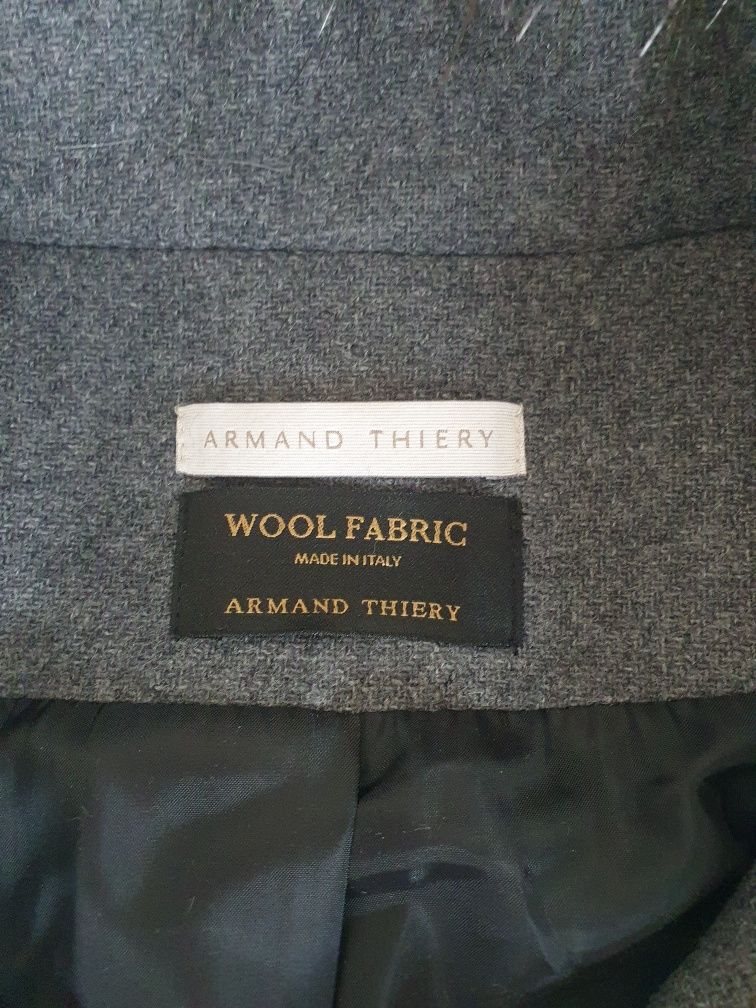 ARMAND THIERY
WOOL FABRIC
MADE IN ITALY
ARMAND THIERY